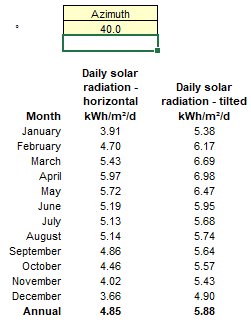 Azimuth
° 40.0
Daily solar radiation - horizontal Daily solar radiation - tilted
Month kWh/m²/d kWh/m²/d
January 3.91 5.38
February 4.70 6.17
March 5.43 6.69
April 5.97 6.98
May 5.72 6.47
June 5.19 5.95
July 5.13 5.68
August 5.14 5.74
September 4.86 5.64
October 4.46 5.57
November 4.02 5.43
December 3.66 4.90
Annual 4.85 5.88